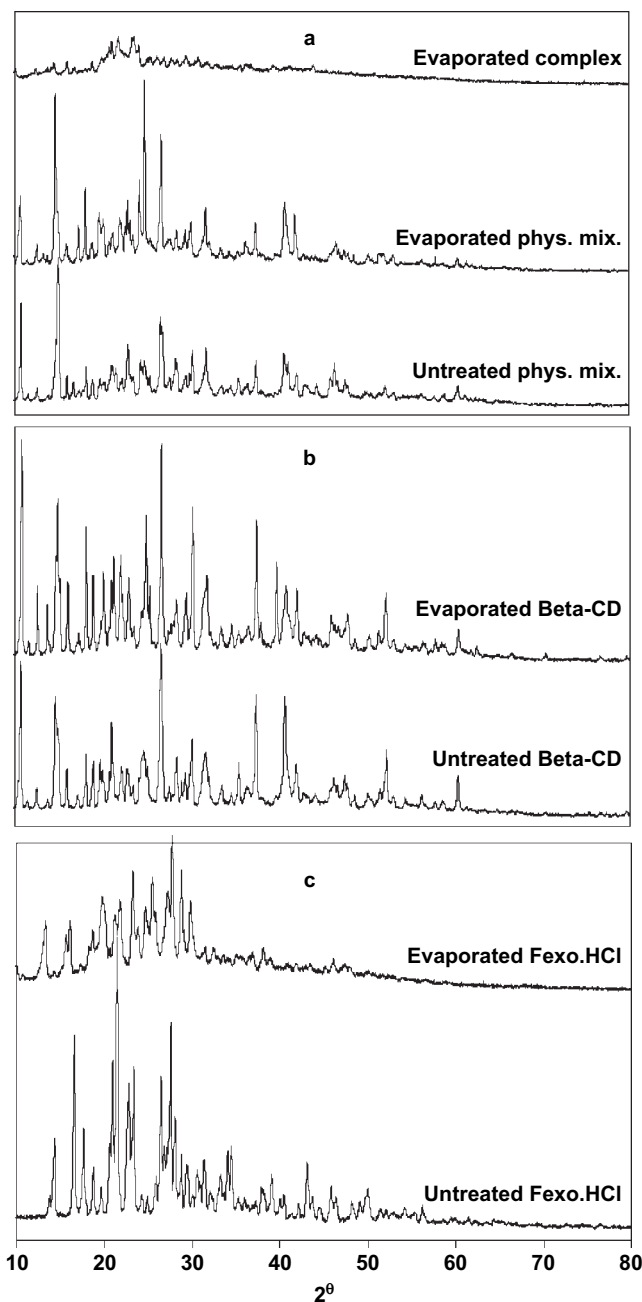 a
Evaporated complex
Evaporated phys. mix.
Untreated phys. mix.
b
Evaporated Beta-CD
Untreated Beta-CD
c
Evaporated Fexo.HCl
Untreated Fexo.HCl
10 20 30 40 50 60 70 80
2θ